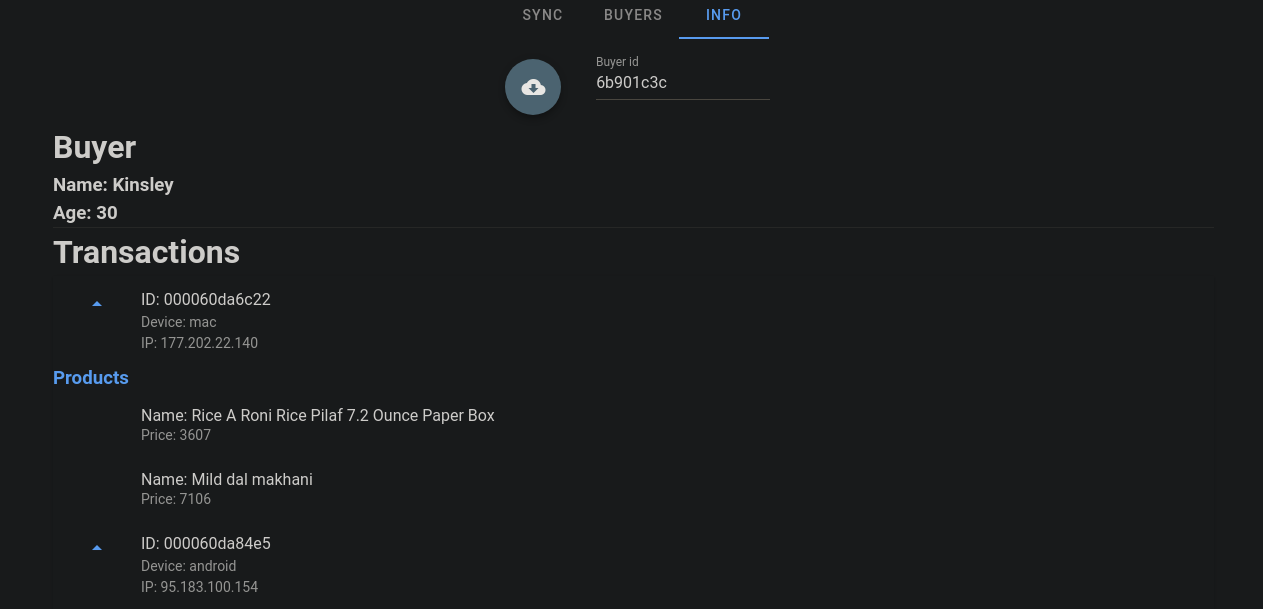 SYNC BUYERS INFO
Buyer id
6b901c3c
Buyer
Name: Kinsley
Age: 30
Transactions
ID: 000060da6c22
Device: mac
IP: 177.202.22.140
Products
Name: Rice A Roni Rice Pilaf 7.2 Ounce Paper Box
Price: 3607
Name: Mild dal makhani
Price: 7106
ID: 000060da84e5
Device: android
IP: 95.183.100.154